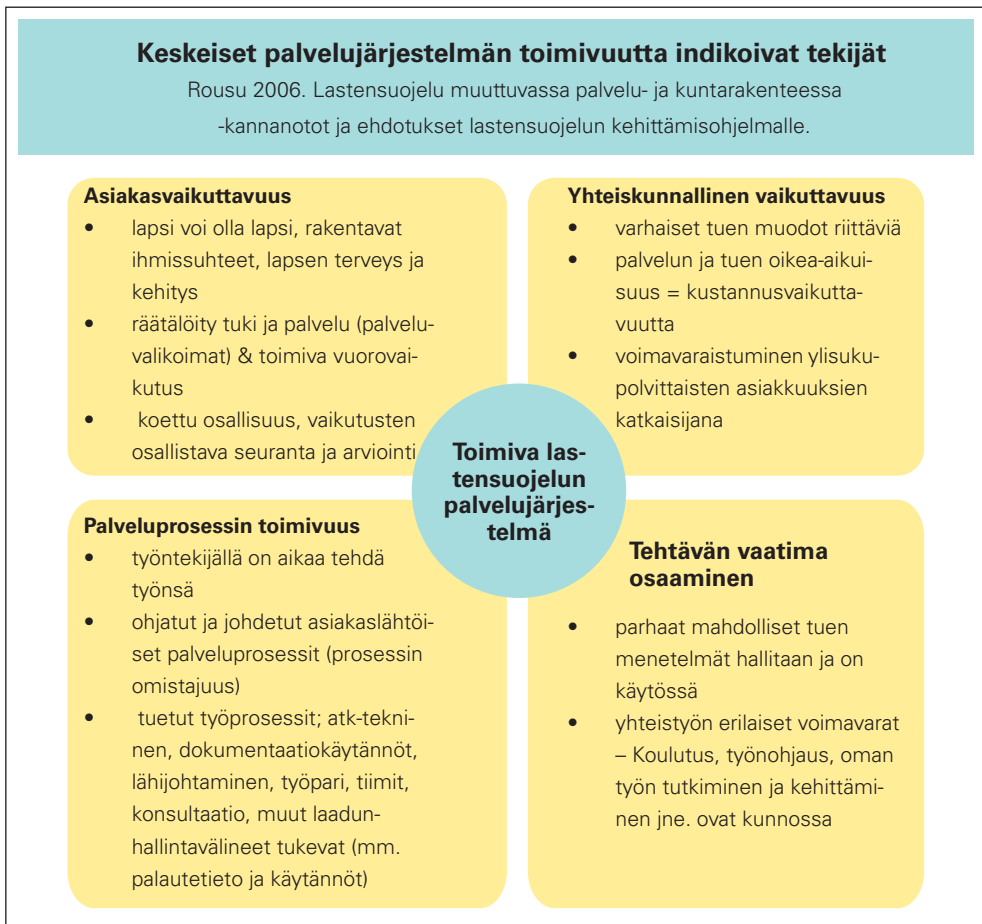 Keskeiset palvelujärjestelmän toimivuutta indikoivat tekijät
Rousu 2006. Lastensuojelu muuttuvassa palvelu- ja kuntarakenteessa
-kannanotot ja ehdotukset lastensuojelun kehittämisohjelmalle.
Asiakasvaikuttavuus
• lapsi voi olla lapsi, rakentavat
ihmissuhteet, lapsen terveys ja
kehitys
• räätälöity tuki ja palvelu (palvelu-
valikoimat) & toimiva vuorovai-
kutus
• koettu osallisuus, vaikutusten
osallistava seuranta ja arviointi
Yhteiskunnallinen vaikuttavuus
• varhaiset tuen muodot riittäviä
• palvelun ja tuen oikea-aikui-
suus = kustannusvaikutta-
vuutta
• voimavaraistuminen ylisuku-
polvittaisten asiakkuuksien
katkaisijana
Toimiva las-
tensuojelun
palvelujärjes-
telmä
Palveluprosessin toimivuus
• työntekijällä on aikaa tehdä
työnsä
• ohjatut ja johdetut asiakaslähtöi-
set palveluprosessit (prosessin
omistajuus)
• tuetut työprosessit; atk-tekni-
nen, dokumentaatiokäytännöt,
lähijohtaminen, työpari, tiimit,
konsultaatio, muut laadun-
hallintavälineet tukevat (mm.
palautetieto ja käytännöt)
Tehtävän vaatima
osaaminen
• parhaat mahdolliset tuen
menetelmät hallitaan ja on
käytössä
• yhteistyön erilaiset voimavarat
– Koulutus, työnohjaus, oman
työn tutkiminen ja kehittämi-
nen jne. ovat kunnossa